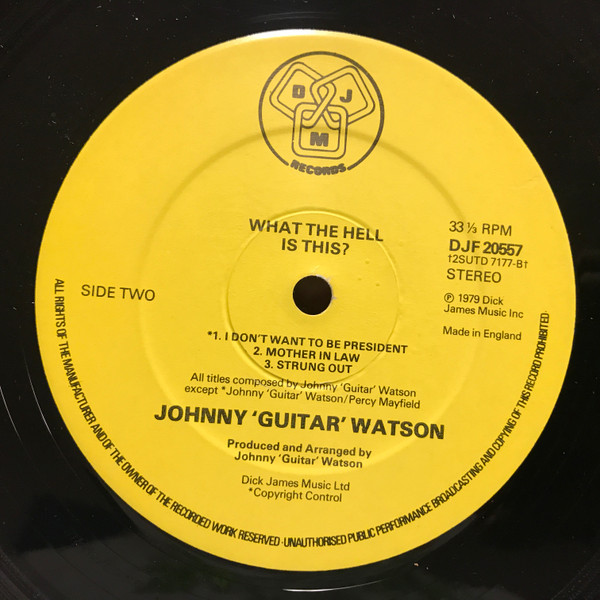 D J
M
RECORDS
WHAT THE HELL
IS THIS?
33⅓ RPM
DJF 20557
†2SUTD 7177-B†
STEREO
SIDE TWO
℗ 1979 Dick
James Music Inc
Made in England
*1. I DON'T WANT TO BE PRESIDENT
2. MOTHER IN LAW
3. STRUNG OUT
All titles composed by Johnny 'Guitar' Watson
except *Johnny 'Guitar' Watson/Percy Mayfield
JOHNNY 'GUITAR' WATSON
Produced and Arranged by
Johnny 'Guitar' Watson
Dick James Music Ltd
*Copyright Control
ALL RIGHTS OF THE MANUFACTURER AND OF THE OWNER OF THE RECORDED WORK RESERVED·UNAUTHORISED PUBLIC PERFORMANCE BROADCASTING AND COPYING OF THIS RECORD PROHIBITED·